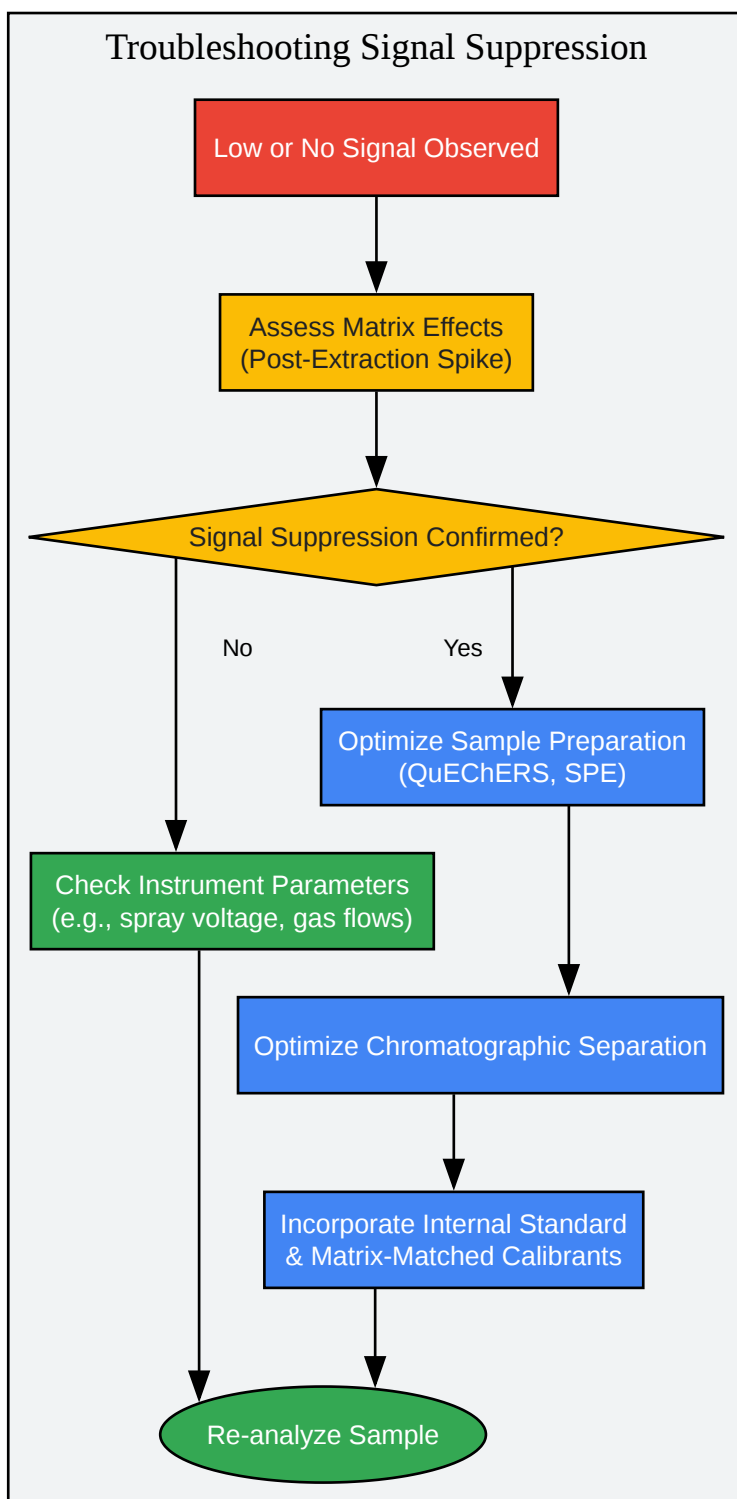 Troubleshooting Signal Suppression
Low or No Signal Observed
Assess Matrix Effects
(Post-Extraction Spike)
Signal Suppression Confirmed?
No
Yes
Optimize Sample Preparation
(QuEChERS, SPE)
Check Instrument Parameters
(e.g., spray voltage, gas flows)
Optimize Chromatographic Separation
Incorporate Internal Standard
& Matrix-Matched Calibrants
Re-analyze Sample